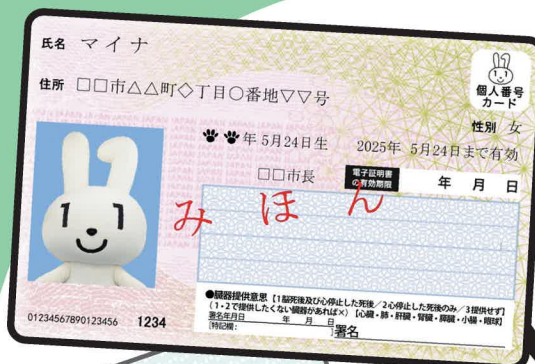 氏名 マイナ
住所 □□市△△町◇丁目○番地▽▽号
個人番号
カード
性別 女
年 5月24日生 2025年 5月24日まで有効
□□市長 電子証明書
の有効期限 年 月 日
みほん
●臓器提供意思【1脳死後及び心停止した死後/2心停止した死後のみ/3提供せず】
(1・2で提供したくない臓器があれば×)【心臓・肺・肝臓・腎臓・膵臓・小腸・眼球】
署名年月日 年 月 日
[特記欄: ] 署名
01234567890123456 1234